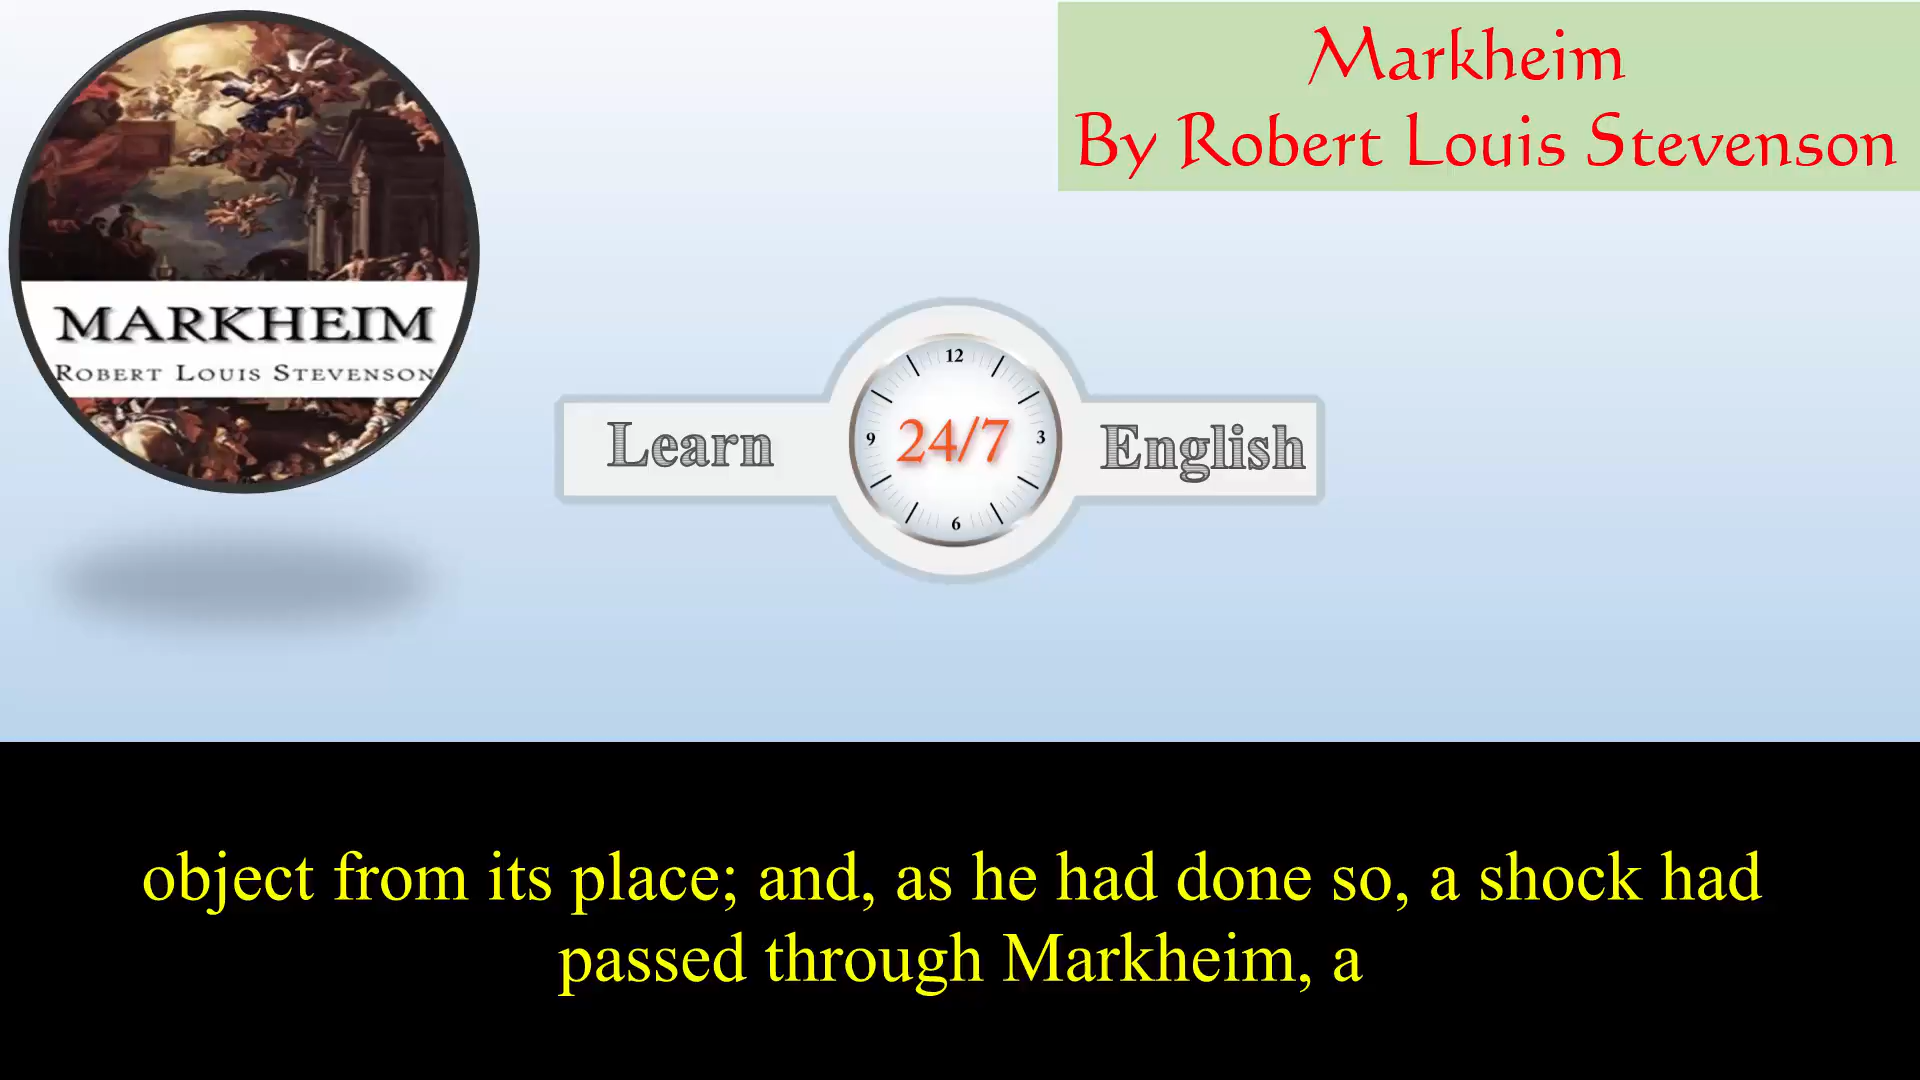 Markheim
By Robert Louis Stevenson
MARKHEIM
ROBERT LOUIS STEVENSON
12
Learn
9
24/7
3
English
6
object from its place; and, as he had done so, a shock had
passed through Markheim, a